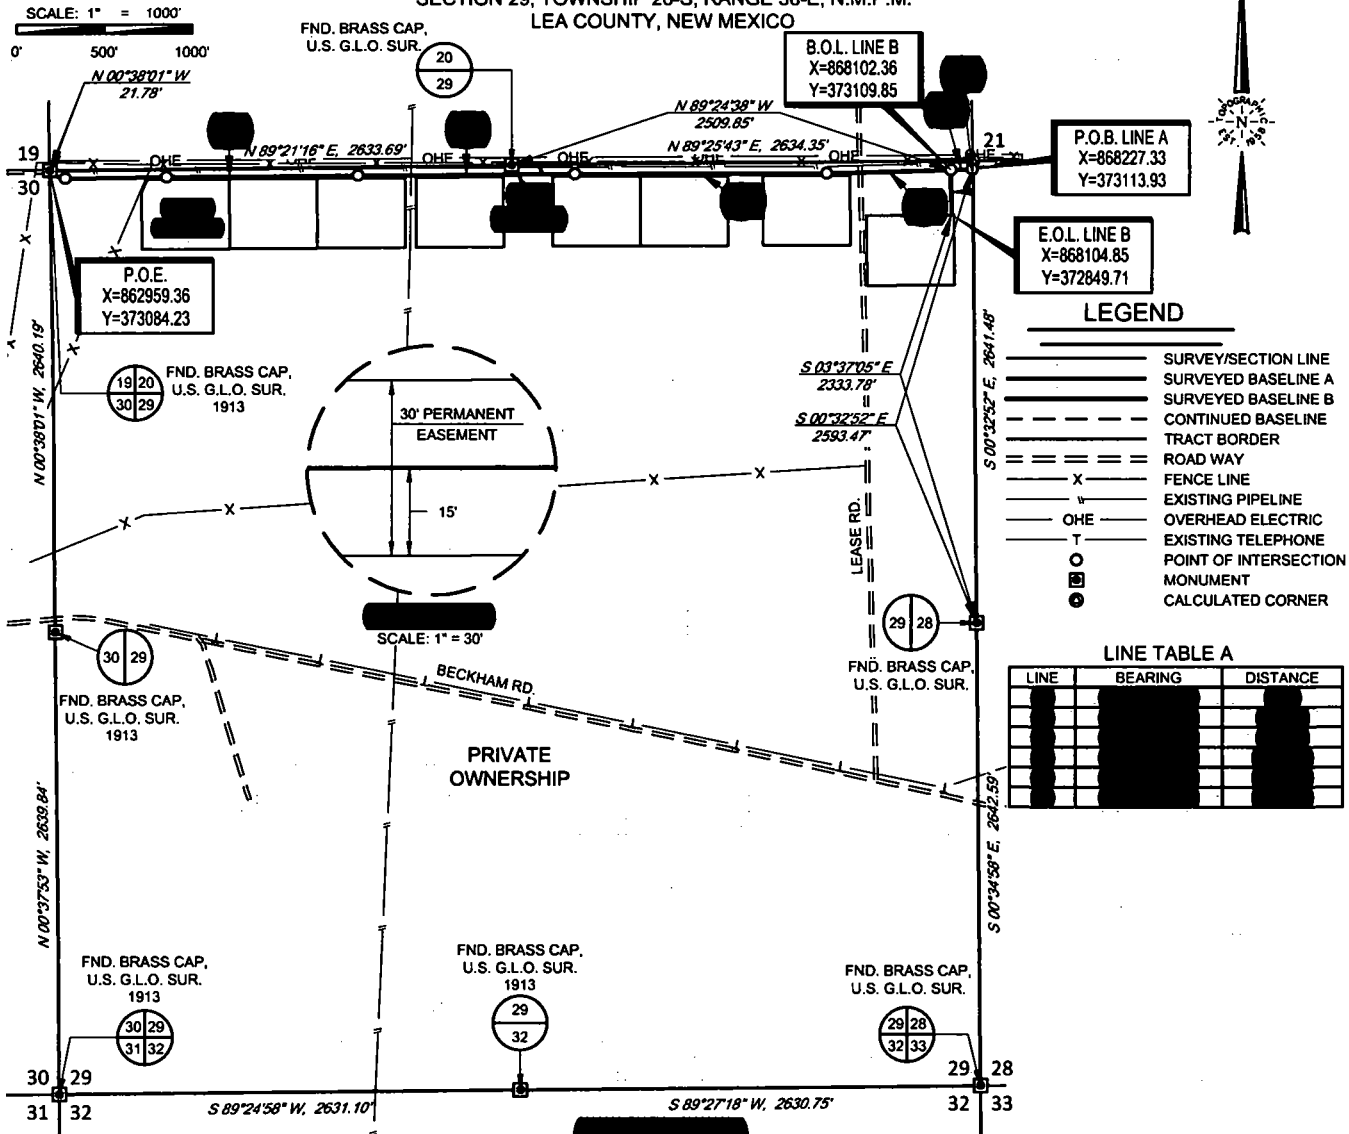 LEA COUNTY, NEW MEXICO
SCALE: 1" = 1000'
0' 500' 1000'
N 00°38'01" W
21.78'
FND. BRASS CAP,
U.S. G.L.O. SUR.
20
29
B.O.L. LINE B
X=868102.36
Y=373109.85
N 89°24'38" W
2509.85'
N 89°21'16" E, 2633.69'
N 89°25'43" E, 2634.35'
OHE
OHE
OHE
OHE
19
30
21
P.O.B. LINE A
X=868227.33
Y=373113.93
TOPOGRAPHIC
N
EST. 1958
P.O.E.
X=862959.36
Y=373084.23
E.O.L. LINE B
X=868104.85
Y=372849.71
N 00°38'01" W, 2640.19'
S 00°32'52" E, 2641.48'
19 20
30 29
FND. BRASS CAP,
U.S. G.L.O. SUR.
1913
S 03°37'05" E
2333.78'
S 00°32'52" E
2593.47'
30' PERMANENT
EASEMENT
15'
SCALE: 1" = 30'
LEASE RD.
LEGEND
SURVEY/SECTION LINE
SURVEYED BASELINE A
SURVEYED BASELINE B
CONTINUED BASELINE
TRACT BORDER
ROAD WAY
X FENCE LINE
\\ EXISTING PIPELINE
OHE OVERHEAD ELECTRIC
T EXISTING TELEPHONE
POINT OF INTERSECTION
MONUMENT
CALCULATED CORNER
30 29
FND. BRASS CAP,
U.S. G.L.O. SUR.
1913
29 28
FND. BRASS CAP,
U.S. G.L.O. SUR.
BECKHAM RD.
PRIVATE
OWNERSHIP
LINE TABLE A
LINE BEARING DISTANCE
N 00°37'53" W, 2639.84'
S 00°34'58" E, 2642.59'
FND. BRASS CAP,
U.S. G.L.O. SUR.
1913
30 29
31 32
FND. BRASS CAP,
U.S. G.L.O. SUR.
1913
29
32
FND. BRASS CAP,
U.S. G.L.O. SUR.
29 28
32 33
30 29
31 32
29 28
32 33
S 89°24'58" W, 2631.10'
S 89°27'18" W, 2630.75'